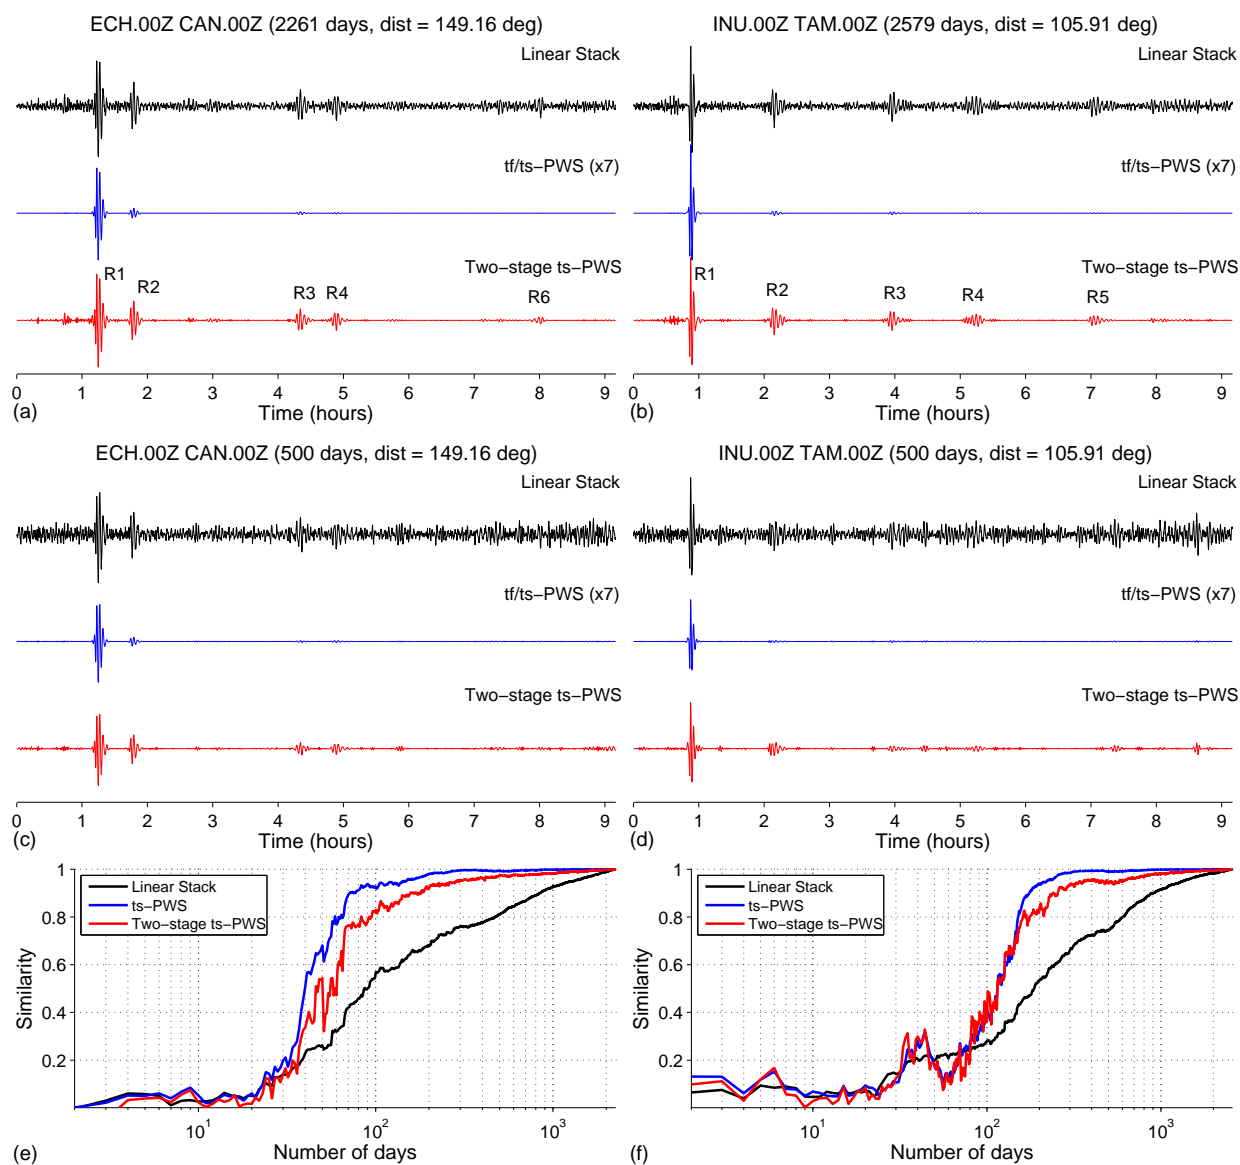 ECH.00Z CAN.00Z (2261 days, dist = 149.16 deg)
Linear Stack
tf/ts−PWS (x7)
Two−stage ts−PWS
R1
R2
R3
R4
R6
0 1 2 3 4 5 6 7 8 9
Time (hours)
(a)
INU.00Z TAM.00Z (2579 days, dist = 105.91 deg)
Linear Stack
tf/ts−PWS (x7)
Two−stage ts−PWS
R1
R2
R3
R4
R5
0 1 2 3 4 5 6 7 8 9
Time (hours)
(b)
ECH.00Z CAN.00Z (500 days, dist = 149.16 deg)
Linear Stack
tf/ts−PWS (x7)
Two−stage ts−PWS
0 1 2 3 4 5 6 7 8 9
Time (hours)
(c)
INU.00Z TAM.00Z (500 days, dist = 105.91 deg)
Linear Stack
tf/ts−PWS (x7)
Two−stage ts−PWS
0 1 2 3 4 5 6 7 8 9
Time (hours)
(d)
Similarity
1
0.8
0.6
0.4
0.2
Linear Stack
ts−PWS
Two−stage ts−PWS
10^1 10^2 10^3
Number of days
(e)
Similarity
1
0.8
0.6
0.4
0.2
Linear Stack
ts−PWS
Two−stage ts−PWS
10^1 10^2 10^3
Number of days
(f)